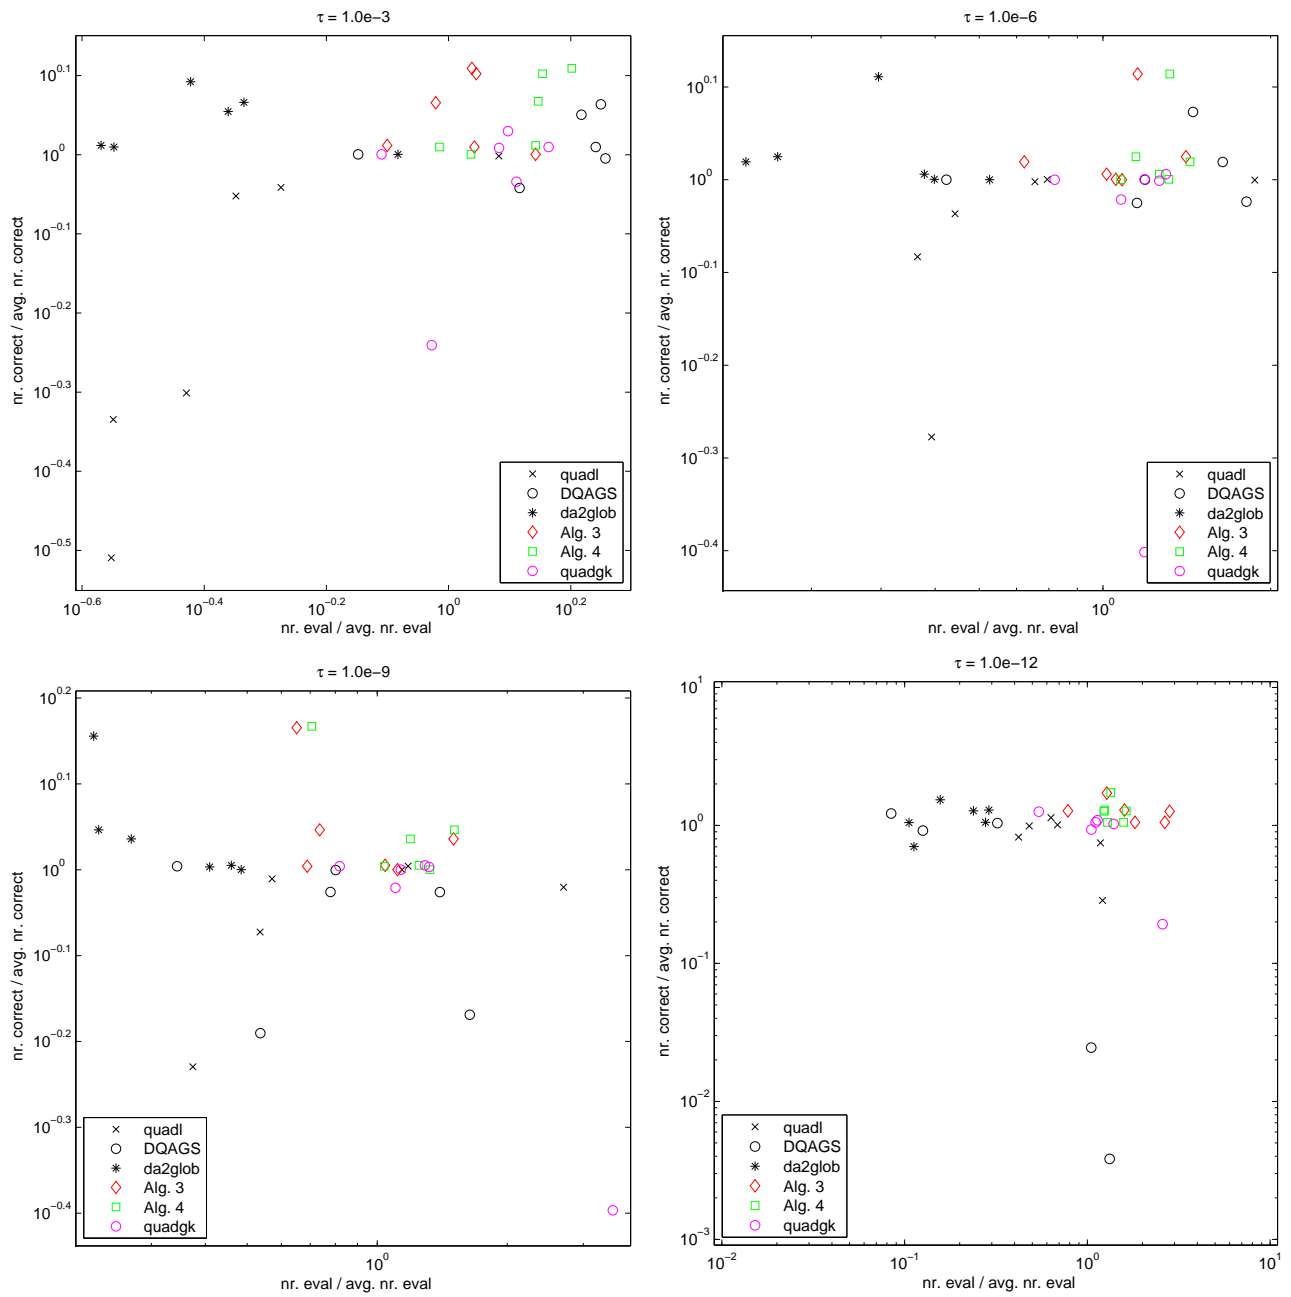 τ = 1.0e−3
10^0.1
10^0
10^−0.1
10^−0.2
10^−0.3
10^−0.4
10^−0.5
nr. correct / avg. nr. correct
quadl
DQAGS
da2glob
Alg. 3
Alg. 4
quadgk
10^−0.6
10^−0.4
10^−0.2
10^0
10^0.2
nr. eval / avg. nr. eval
τ = 1.0e−6
10^0.1
10^0
10^−0.1
10^−0.2
10^−0.3
10^−0.4
nr. correct / avg. nr. correct
quadl
DQAGS
da2glob
Alg. 3
Alg. 4
quadgk
10^0
nr. eval / avg. nr. eval
τ = 1.0e−9
10^0.2
10^0.1
10^0
10^−0.1
10^−0.2
10^−0.3
10^−0.4
nr. correct / avg. nr. correct
quadl
DQAGS
da2glob
Alg. 3
Alg. 4
quadgk
10^0
nr. eval / avg. nr. eval
τ = 1.0e−12
10^1
10^0
10^−1
10^−2
10^−3
nr. correct / avg. nr. correct
quadl
DQAGS
da2glob
Alg. 3
Alg. 4
quadgk
10^−2
10^−1
10^0
10^1
nr. eval / avg. nr. eval